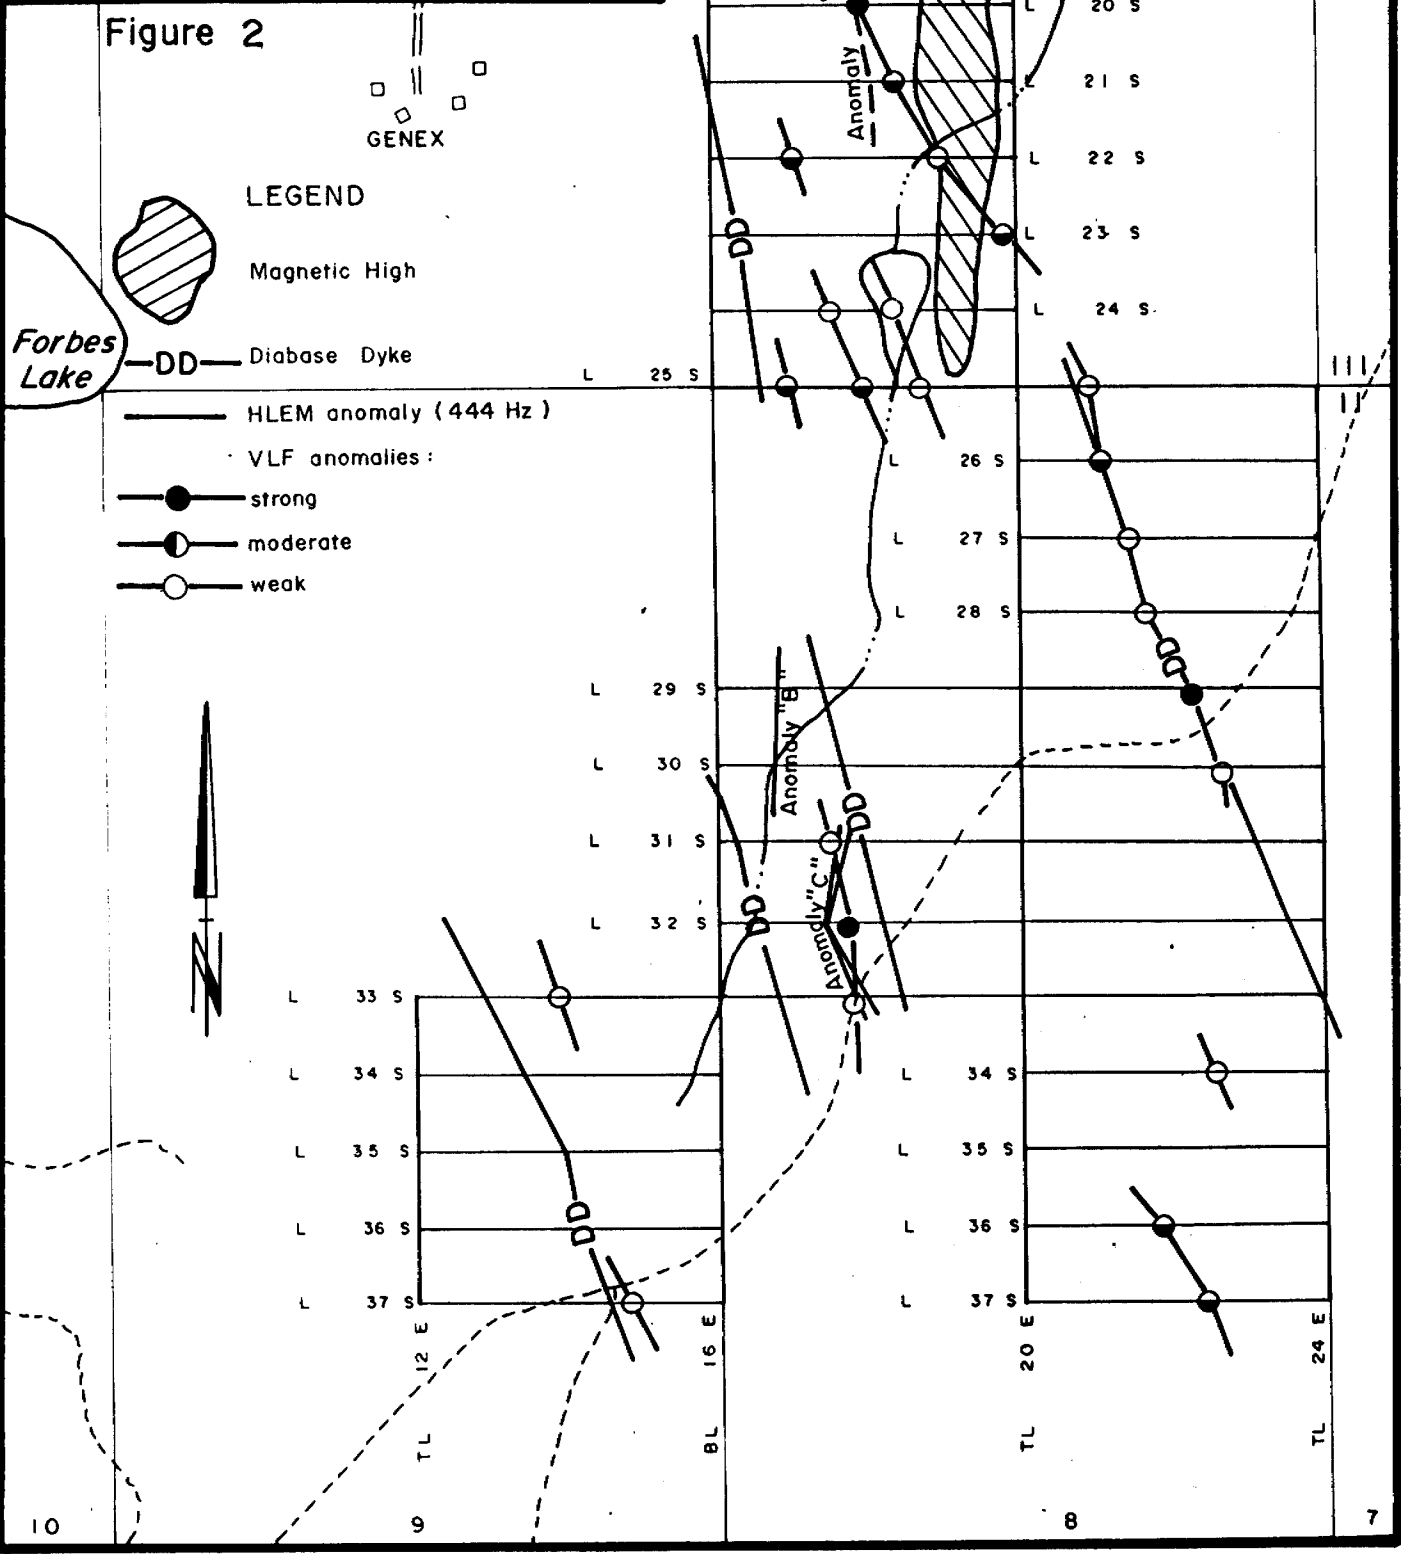 Figure 2
GENEX
LEGEND
Magnetic High
DD Diabase Dyke
HLEM anomaly (444 Hz)
VLF anomalies:
strong
moderate
weak
Forbes
Lake
Anomaly
L 20 S
L 21 S
L 22 S
L 23 S
L 24 S
L 25 S
III
II
L 26 S
L 27 S
L 28 S
L 29 S
L 30 S
L 31 S
L 32 S
DD
DD
Anomaly "B"
DD
Anomaly "C"
DD
N
L 33 S
L 34 S
L 34 S
L 35 S
L 35 S
DD
L 36 S
L 36 S
L 37 S
L 37 S
TL 12 E
BL 16 E
TL 20 E
TL 24 E
10
9
8
7